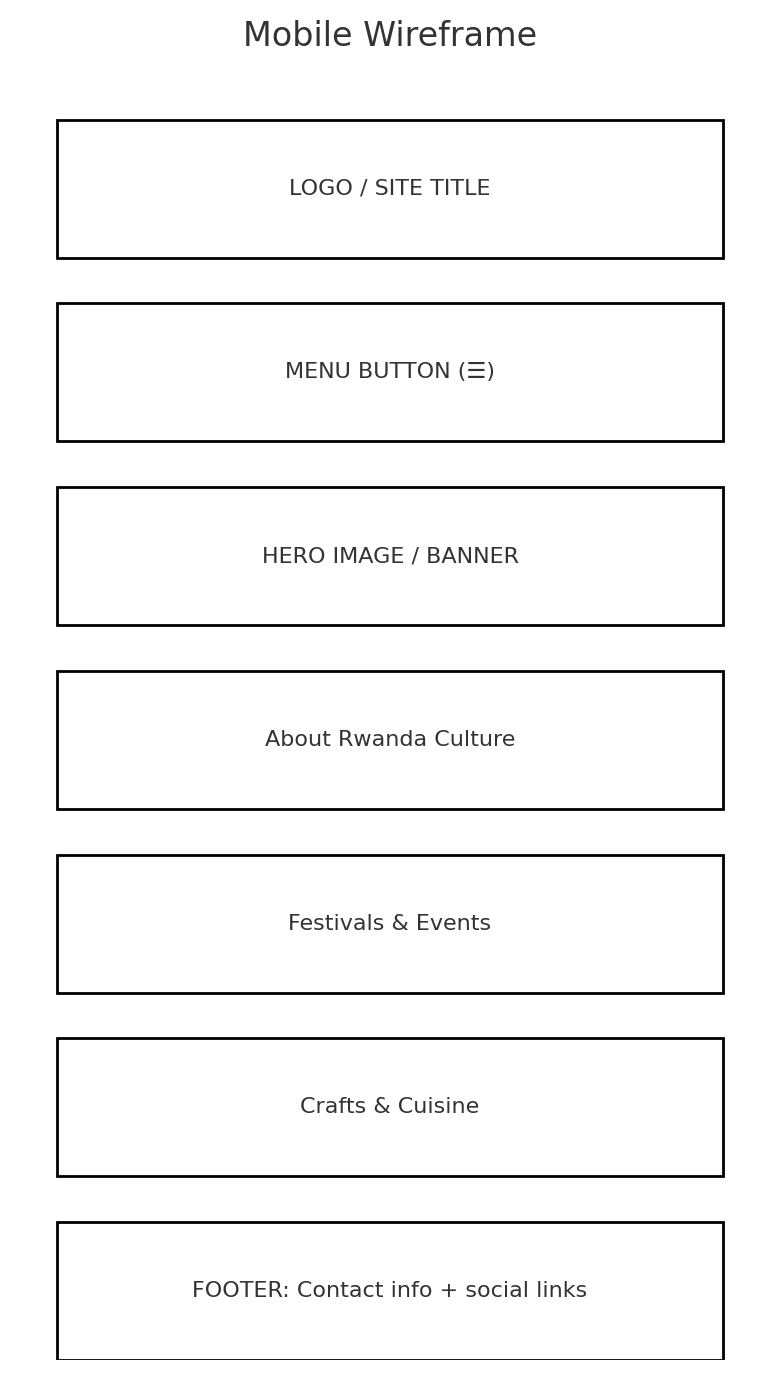 Mobile Wireframe
LOGO / SITE TITLE
MENU BUTTON (☰)
HERO IMAGE / BANNER
About Rwanda Culture
Festivals & Events
Crafts & Cuisine
FOOTER: Contact info + social links